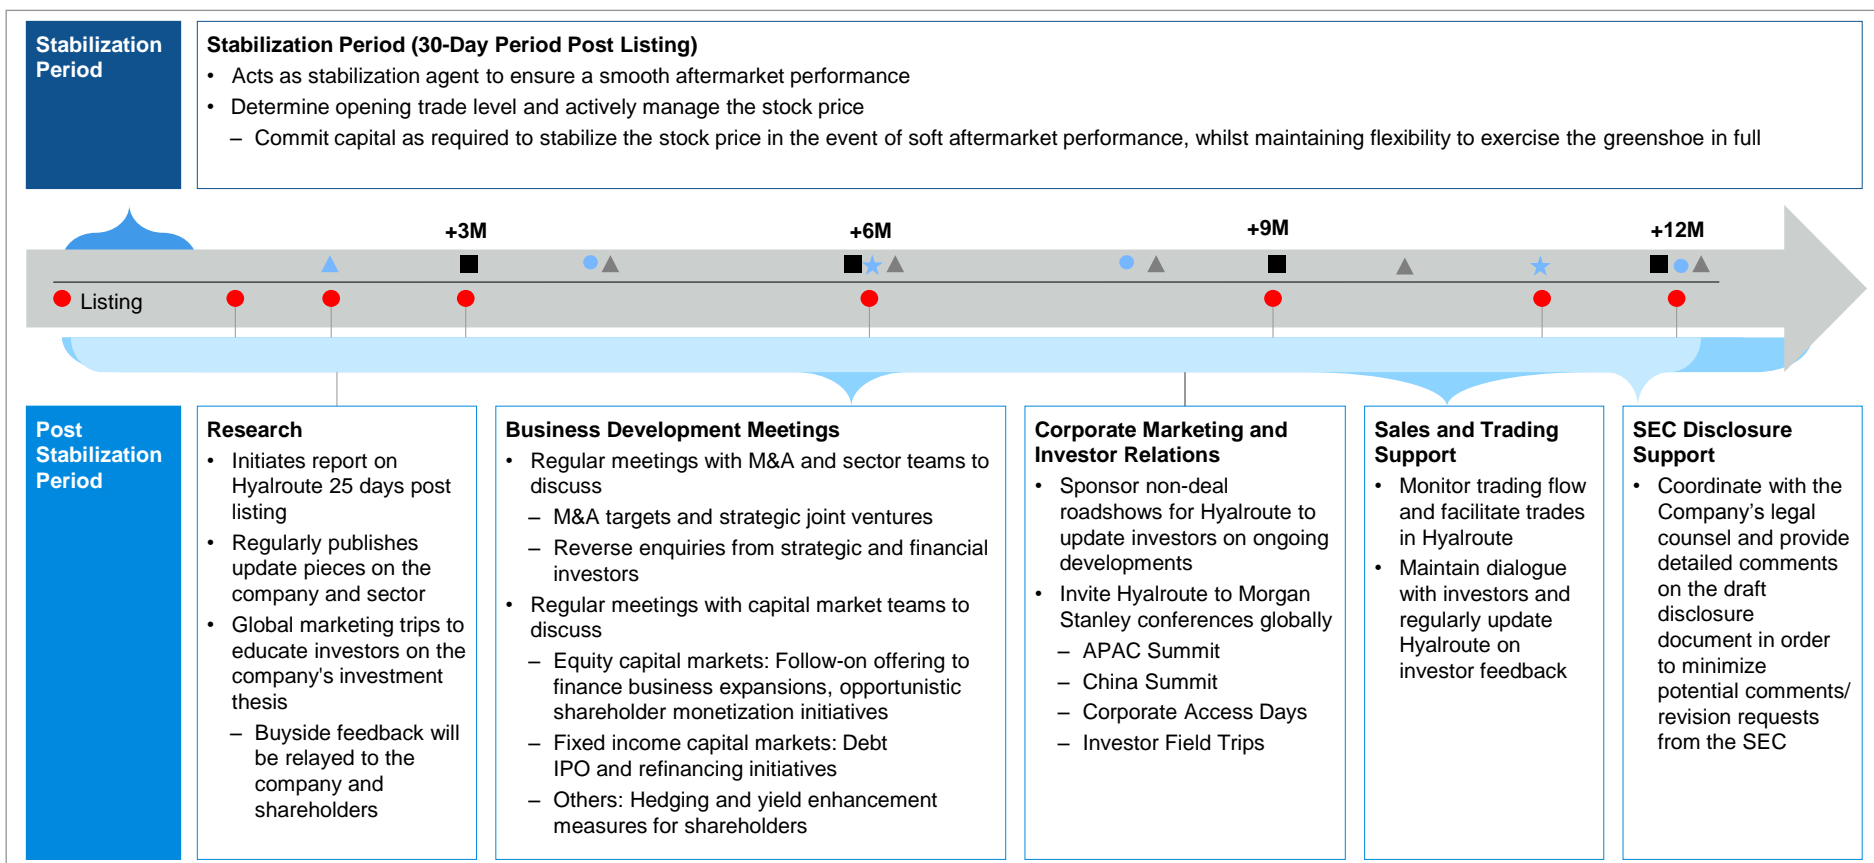 Stabilization
Period
Stabilization Period (30-Day Period Post Listing)
• Acts as stabilization agent to ensure a smooth aftermarket performance
• Determine opening trade level and actively manage the stock price
– Commit capital as required to stabilize the stock price in the event of soft aftermarket performance, whilst maintaining flexibility to exercise the greenshoe in full
+3M
+6M
+9M
+12M
Listing
Post
Stabilization
Period
Research
• Initiates report on
Hyalroute 25 days post
listing
• Regularly publishes
update pieces on the
company and sector
• Global marketing trips to
educate investors on the
company's investment
thesis
– Buyside feedback will
be relayed to the
company and
shareholders
Business Development Meetings
• Regular meetings with M&A and sector teams to
discuss
– M&A targets and strategic joint ventures
– Reverse enquiries from strategic and financial
investors
• Regular meetings with capital market teams to
discuss
– Equity capital markets: Follow-on offering to
finance business expansions, opportunistic
shareholder monetization initiatives
– Fixed income capital markets: Debt
IPO and refinancing initiatives
– Others: Hedging and yield enhancement
measures for shareholders
Corporate Marketing and
Investor Relations
• Sponsor non-deal
roadshows for Hyalroute to
update investors on ongoing
developments
• Invite Hyalroute to Morgan
Stanley conferences globally
– APAC Summit
– China Summit
– Corporate Access Days
– Investor Field Trips
Sales and Trading
Support
• Monitor trading flow
and facilitate trades
in Hyalroute
• Maintain dialogue
with investors and
regularly update
Hyalroute on
investor feedback
SEC Disclosure
Support
• Coordinate with the
Company’s legal
counsel and provide
detailed comments
on the draft
disclosure
document in order
to minimize
potential comments/
revision requests
from the SEC